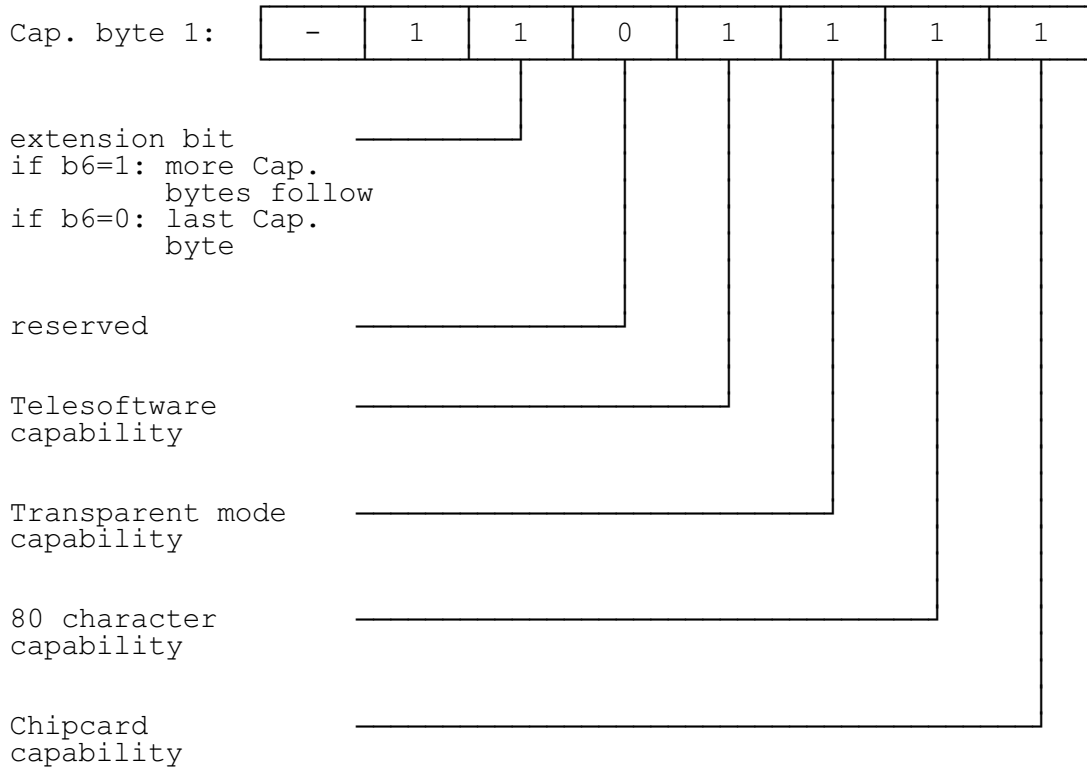 Cap. byte 1: - 1 1 0 1 1 1 1
extension bit
if b6=1: more Cap.
bytes follow
if b6=0: last Cap.
byte
reserved
Telesoftware
capability
Transparent mode
capability
80 character
capability
Chipcard
capability